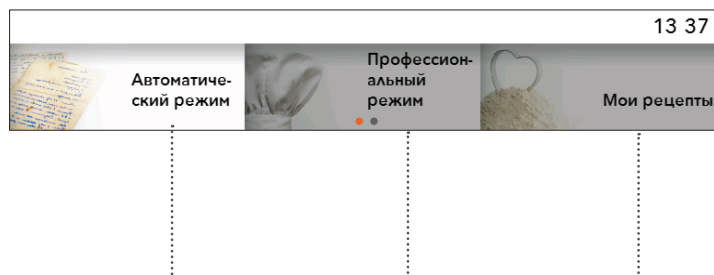 13 37
Автоматиче-
ский режим
Профессион-
альный
режим
Мои рецепты